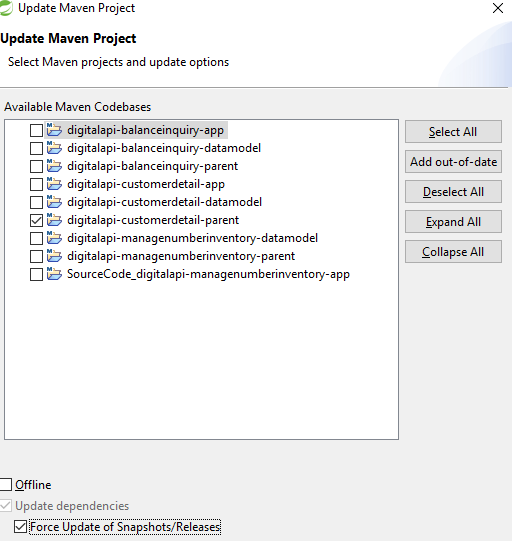 Update Maven Project
Update Maven Project
Select Maven projects and update options
Available Maven Codebases
digitalapi-balanceinquiry-app
digitalapi-balanceinquiry-datamodel
digitalapi-balanceinquiry-parent
digitalapi-customerdetail-app
digitalapi-customerdetail-datamodel
digitalapi-customerdetail-parent
digitalapi-managenumberinventory-datamodel
digitalapi-managenumberinventory-parent
SourceCode_digitalapi-managenumberinventory-app
Select All
Add out-of-date
Deselect All
Expand All
Collapse All
Offline
Update dependencies
Force Update of Snapshots/Releases